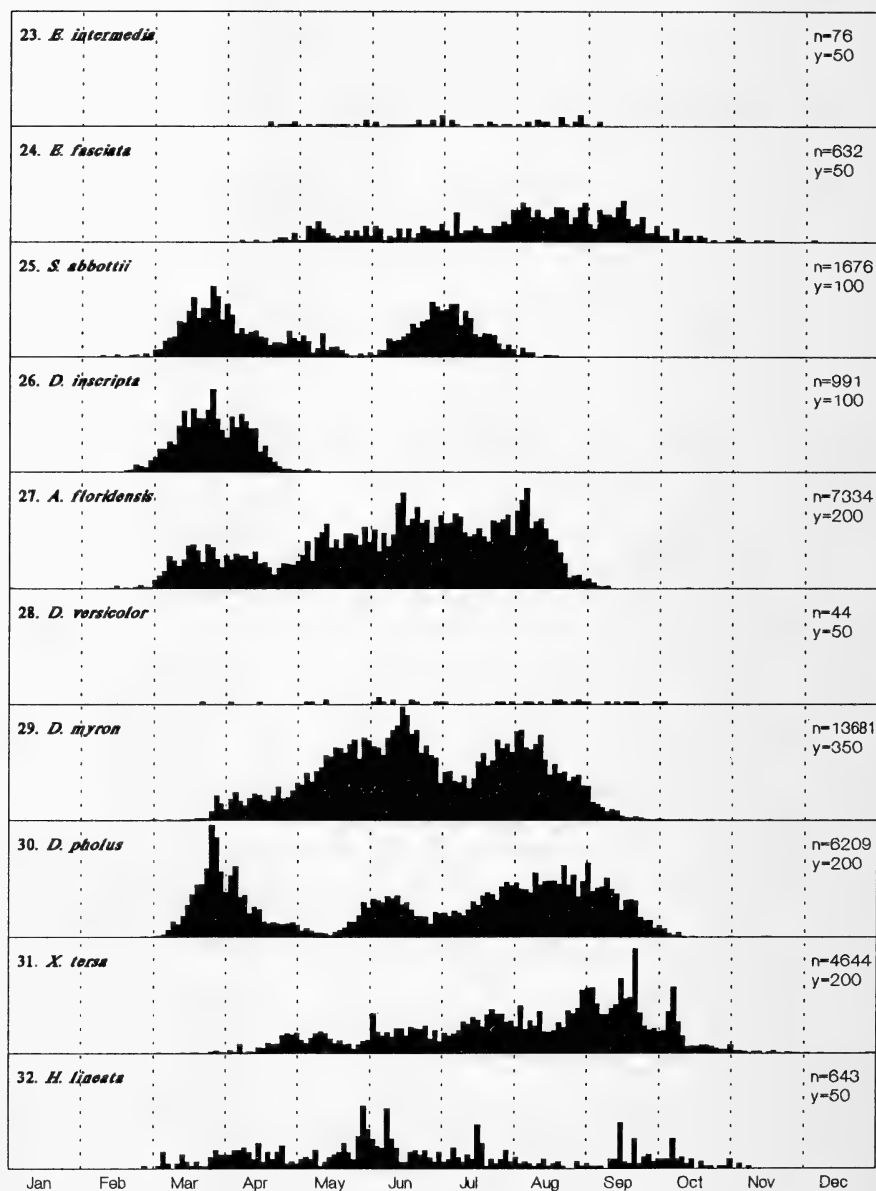 23. E. intermedia n=76
y=50
24. E. fasciata n=632
y=50
25. S. abbottii n=1676
y=100
26. D. inscripta n=991
y=100
27. A. floridensis n=7334
y=200
28. D. versicolor n=44
y=50
29. D. myron n=13681
y=350
30. D. pholus n=6209
y=200
31. X. tersa n=4644
y=200
32. H. lineata n=643
y=50
Jan Feb Mar Apr May Jun Jul Aug Sep Oct Nov Dec